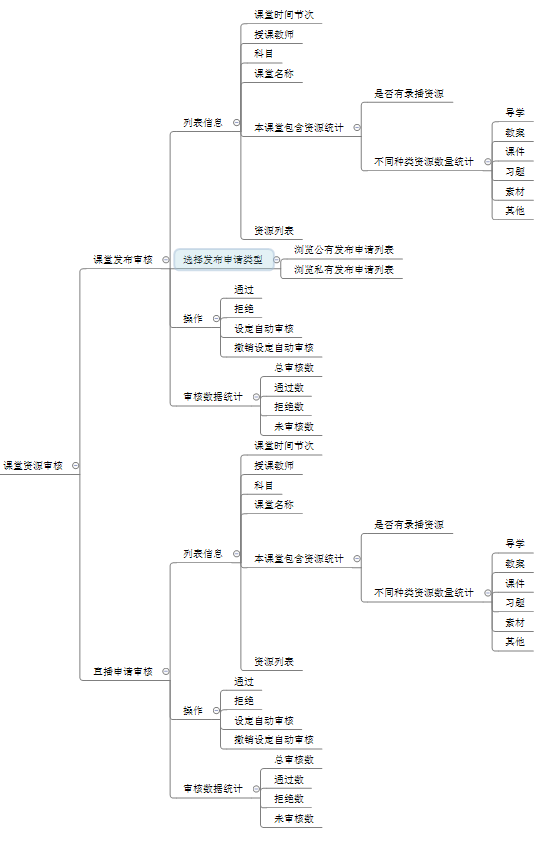 课堂时间节次
授课教师
科目
课堂名称
是否有录播资源
导学
教案
列表信息
本课堂包含资源统计
课件
不同种类资源数量统计
习题
素材
其他
资源列表
浏览公有发布申请列表
课堂发布审核
选择发布申请类型
浏览私有发布申请列表
通过
拒绝
操作
设定自动审核
撤销设定自动审核
总审核数
通过数
审核数据统计
拒绝数
未审核数
课堂时间节次
课堂资源审核
授课教师
科目
课堂名称
是否有录播资源
导学
列表信息
本课堂包含资源统计
教案
课件
不同种类资源数量统计
习题
素材
其他
资源列表
直播申请审核
通过
拒绝
操作
设定自动审核
撤销设定自动审核
总审核数
通过数
审核数据统计
拒绝数
未审核数